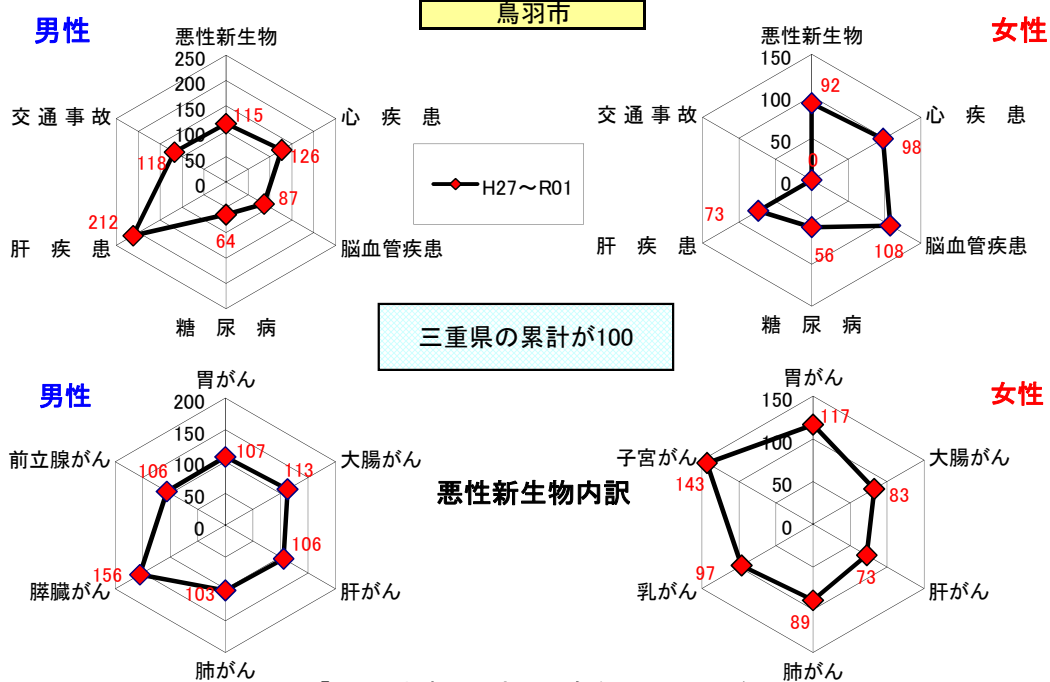 鳥羽市
男性
悪性新生物
250
200
150
100
50
0
交通事故
心疾患
脳血管疾患
糖尿病
肝疾患
115
126
87
64
212
118
H27～R01
女性
悪性新生物
150
100
50
0
交通事故
心疾患
脳血管疾患
糖尿病
肝疾患
92
98
108
56
73
0
三重県の累計が100
男性
胃がん
200
150
100
50
0
前立腺がん
大腸がん
肝がん
肺がん
膵臓がん
107
113
106
103
156
106
悪性新生物内訳
女性
胃がん
150
100
50
0
子宮がん
大腸がん
肝がん
肺がん
乳がん
117
83
73
89
97
143